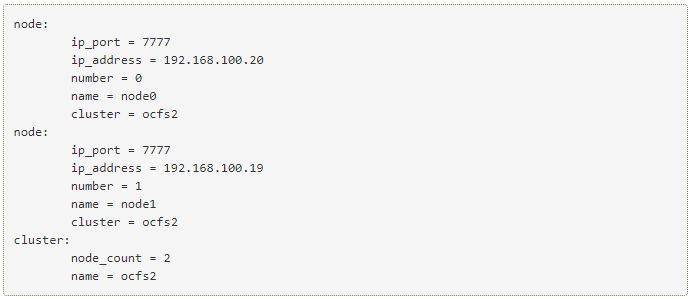 node:
        ip_port = 7777
        ip_address = 192.168.100.20
        number = 0
        name = node0
        cluster = ocfs2
node:
        ip_port = 7777
        ip_address = 192.168.100.19
        number = 1
        name = node1
        cluster = ocfs2
cluster:
        node_count = 2
        name = ocfs2